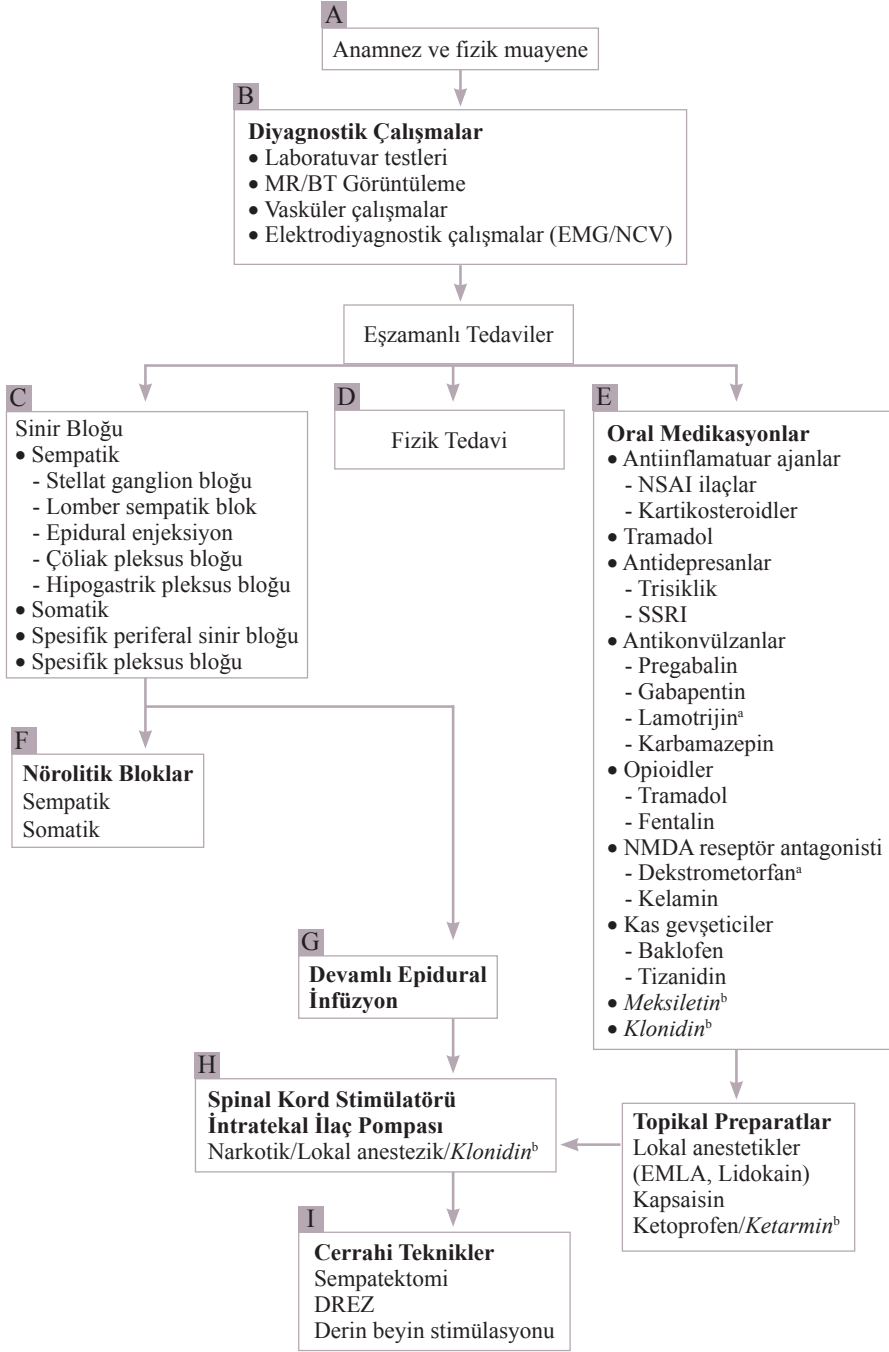 A
Anamnez ve fizik muayene
B
Diyagnostik Çalışmalar
• Laboratuvar testleri
• MR/BT Görüntüleme
• Vasküler çalışmalar
• Elektrodiyagnostik çalışmalar (EMG/NCV)
Eşzamanlı Tedaviler
C
Sinir Bloğu
• Sempatik
- Stellat ganglion bloğu
- Lomber sempatik blok
- Epidural enjeksiyon
- Çöliak pleksus bloğu
- Hipogastrik pleksus bloğu
• Somatik
• Spesifik periferal sinir bloğu
• Spesifik pleksus bloğu
D
Fizik Tedavi
E
Oral Medikasyonlar
• Antiinflamatuar ajanlar
- NSAI ilaçlar
- Kartikosteroidler
• Tramadol
• Antidepresanlar
- Trisiklik
- SSRI
• Antikonvülzanlar
- Pregabalin
- Gabapentin
- Lamotrijinᵃ
- Karbamazepin
• Opioidler
- Tramadol
- Fentalin
• NMDA reseptör antagonisti
- Dekstrometorfanᵃ
- Kelamin
• Kas gevşeticiler
- Baklofen
- Tizanidin
• Meksiletinᵇ
• Klonidinᵇ
F
Nörolitik Bloklar
Sempatik
Somatik
G
Devamlı Epidural
İnfüzyon
H
Spinal Kord Stimülatörü
İntratekal İlaç Pompası
Narkotik/Lokal anestezik/Klonidinᵇ
Topikal Preparatlar
Lokal anestetikler
(EMLA, Lidokain)
Kapsaisin
Ketoprofen/Ketarminᵇ
I
Cerrahi Teknikler
Sempatektomi
DREZ
Derin beyin stimülasyonu